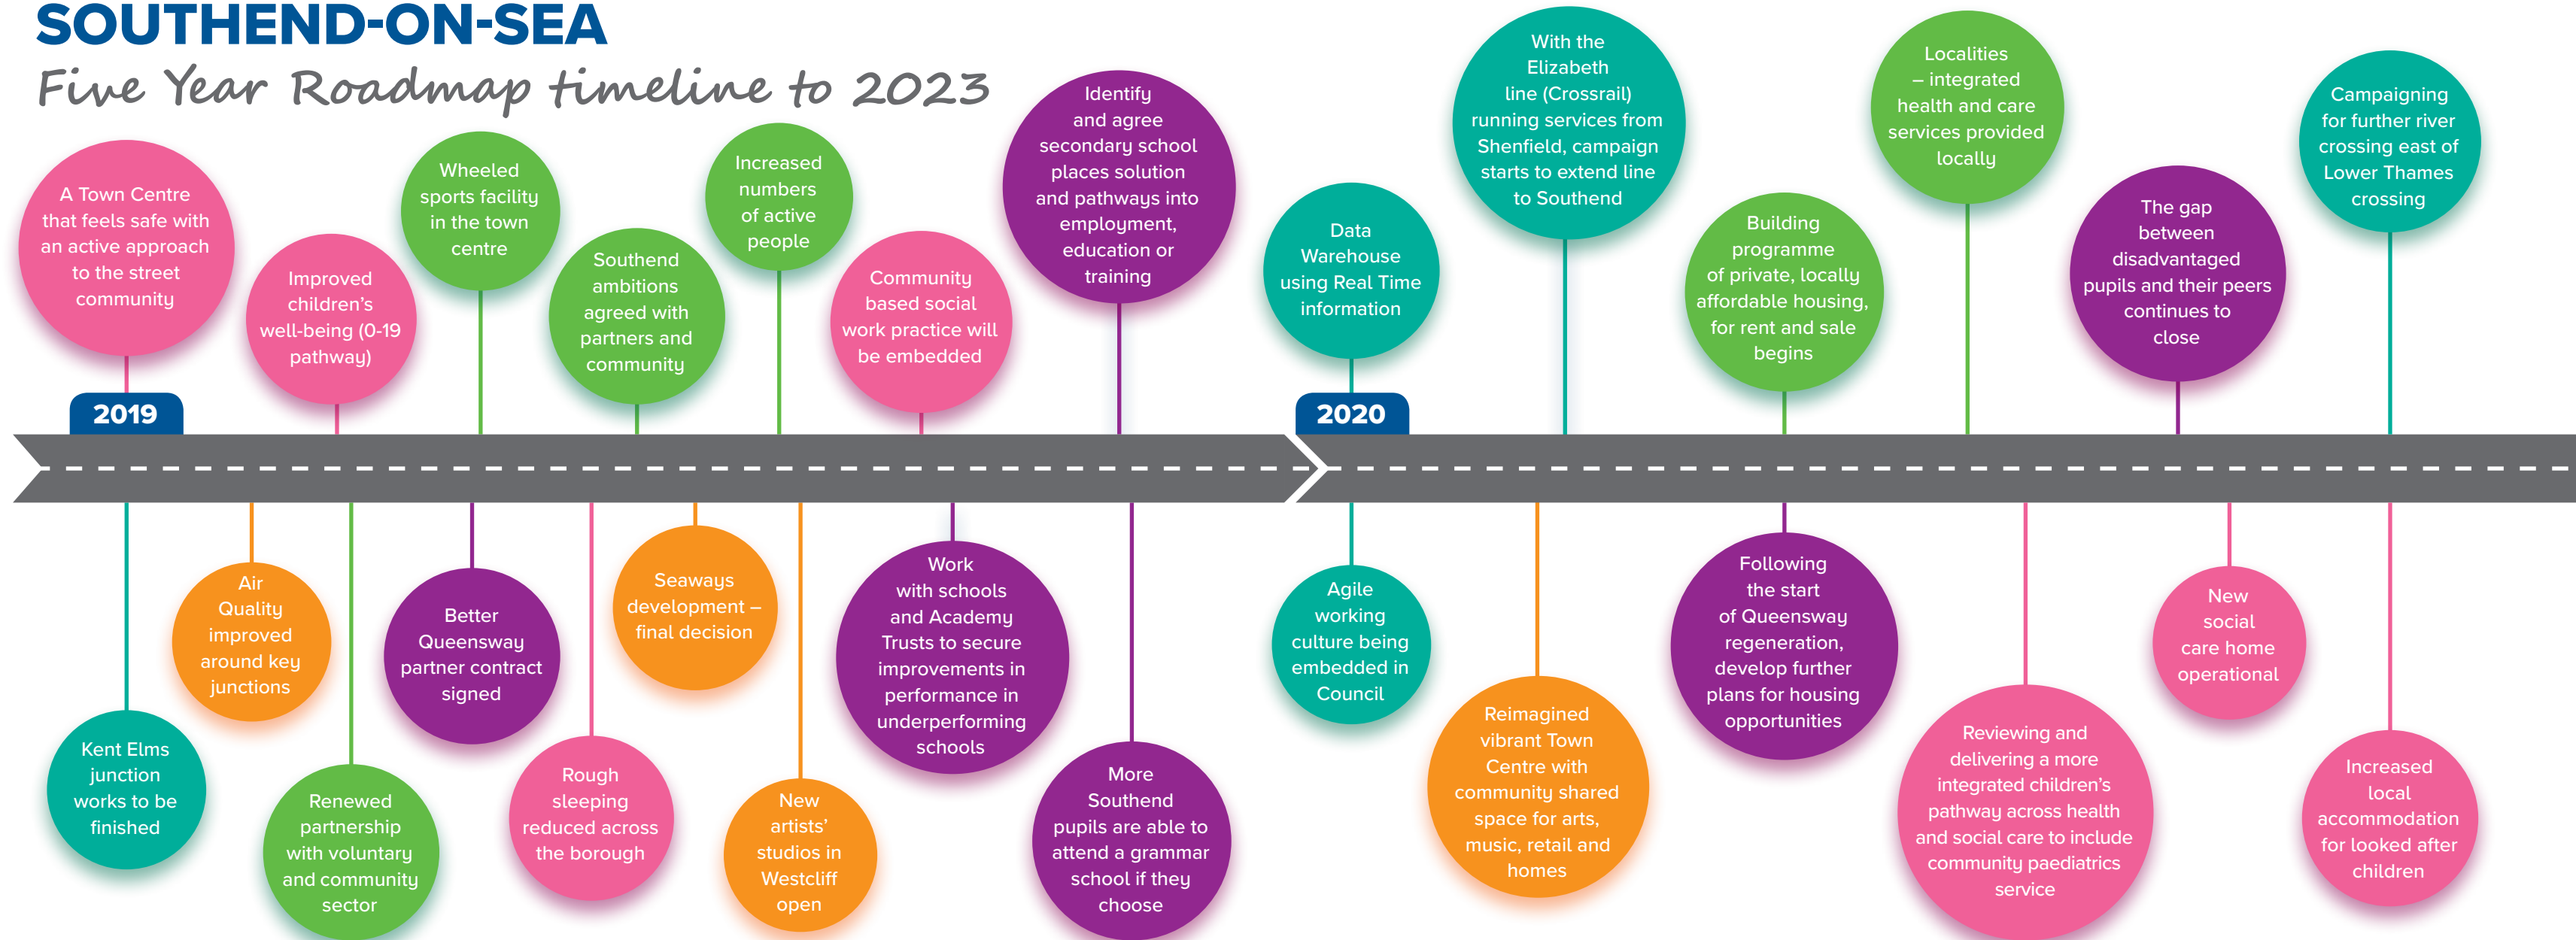 SOUTHEND-ON-SEA
Five Year Roadmap timeline to 2023
A Town Centre
that feels safe with
an active approach
to the street
community
Improved
children's
well-being (0-19
pathway)
Wheeled
sports facility
in the town
centre
Southend
ambitions
agreed with
partners and
community
Increased
numbers
of active
people
Community
based social
work practice will
be embedded
Identify
and agree
secondary school
places solution
and pathways into
employment,
education or
training
Data
Warehouse
using Real Time
information
With the
Elizabeth
line (Crossrail)
running services from
Shenfield, campaign
starts to extend line
to Southend
Building
programme
of private, locally
affordable housing,
for rent and sale
begins
Localities
– integrated
health and care
services provided
locally
The gap
between
disadvantaged
pupils and their peers
continues to
close
Campaigning
for further river
crossing east of
Lower Thames
crossing
2019
2020
Kent Elms
junction
works to be
finished
Air
Quality
improved
around key
junctions
Renewed
partnership
with voluntary
and community
sector
Better
Queensway
partner contract
signed
Rough
sleeping
reduced across
the borough
Seaways
development –
final decision
New
artists'
studios in
Westcliff
open
Work
with schools
and Academy
Trusts to secure
improvements in
performance in
underperforming
schools
More
Southend
pupils are able to
attend a grammar
school if they
choose
Agile
working
culture being
embedded in
Council
Reimagined
vibrant Town
Centre with
community shared
space for arts,
music, retail and
homes
Following
the start
of Queensway
regeneration,
develop further
plans for housing
opportunities
Reviewing and
delivering a more
integrated children's
pathway across health
and social care to include
community paediatrics
service
New
social
care home
operational
Increased
local
accommodation
for looked after
children